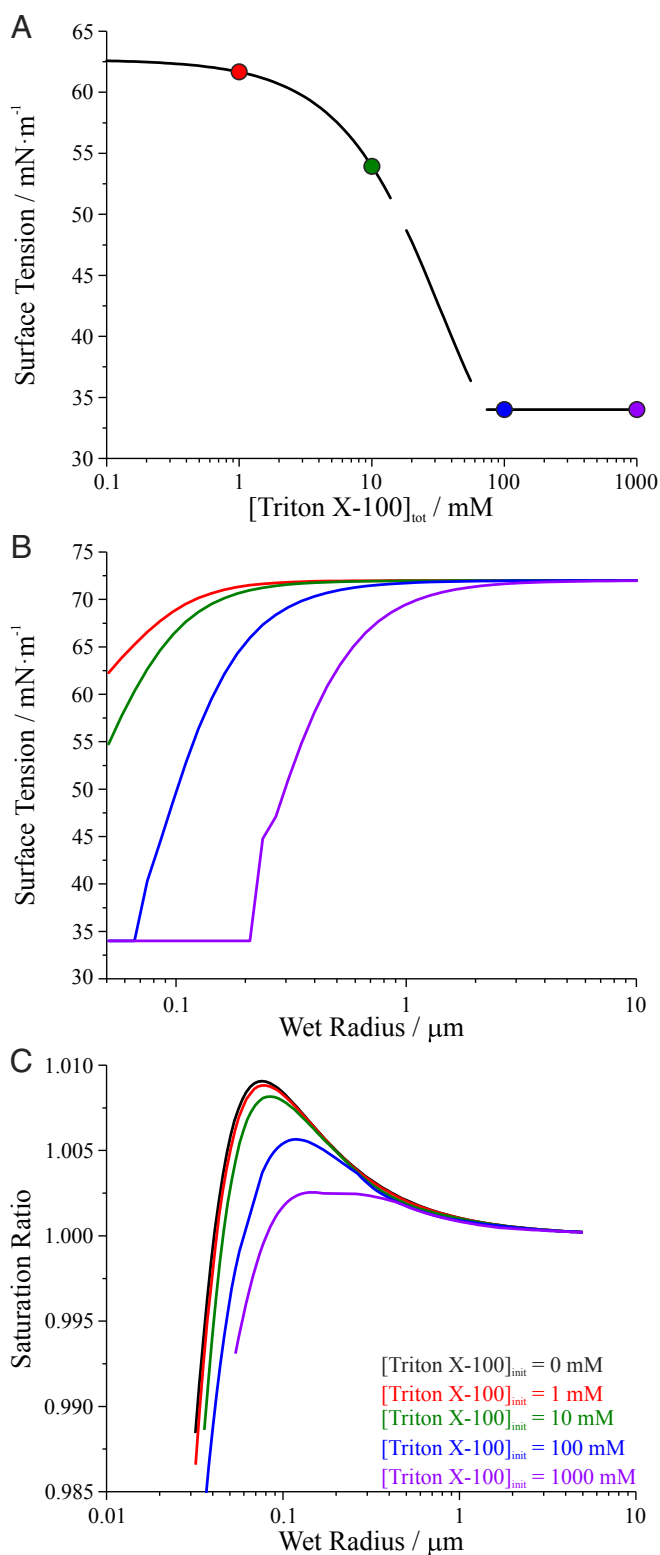 A
65
60
55
50
45
40
35
30
Surface Tension / mN·m⁻¹
0.1 1 10 100 1000
[Triton X-100]tot / mM
B
75
70
65
60
55
50
45
40
35
30
Surface Tension / mN·m⁻¹
0.1 1 10
Wet Radius / μm
C
1.010
1.005
1.000
0.995
0.990
0.985
Saturation Ratio
[Triton X-100]init = 0 mM
[Triton X-100]init = 1 mM
[Triton X-100]init = 10 mM
[Triton X-100]init = 100 mM
[Triton X-100]init = 1000 mM
0.01 0.1 1 10
Wet Radius / μm